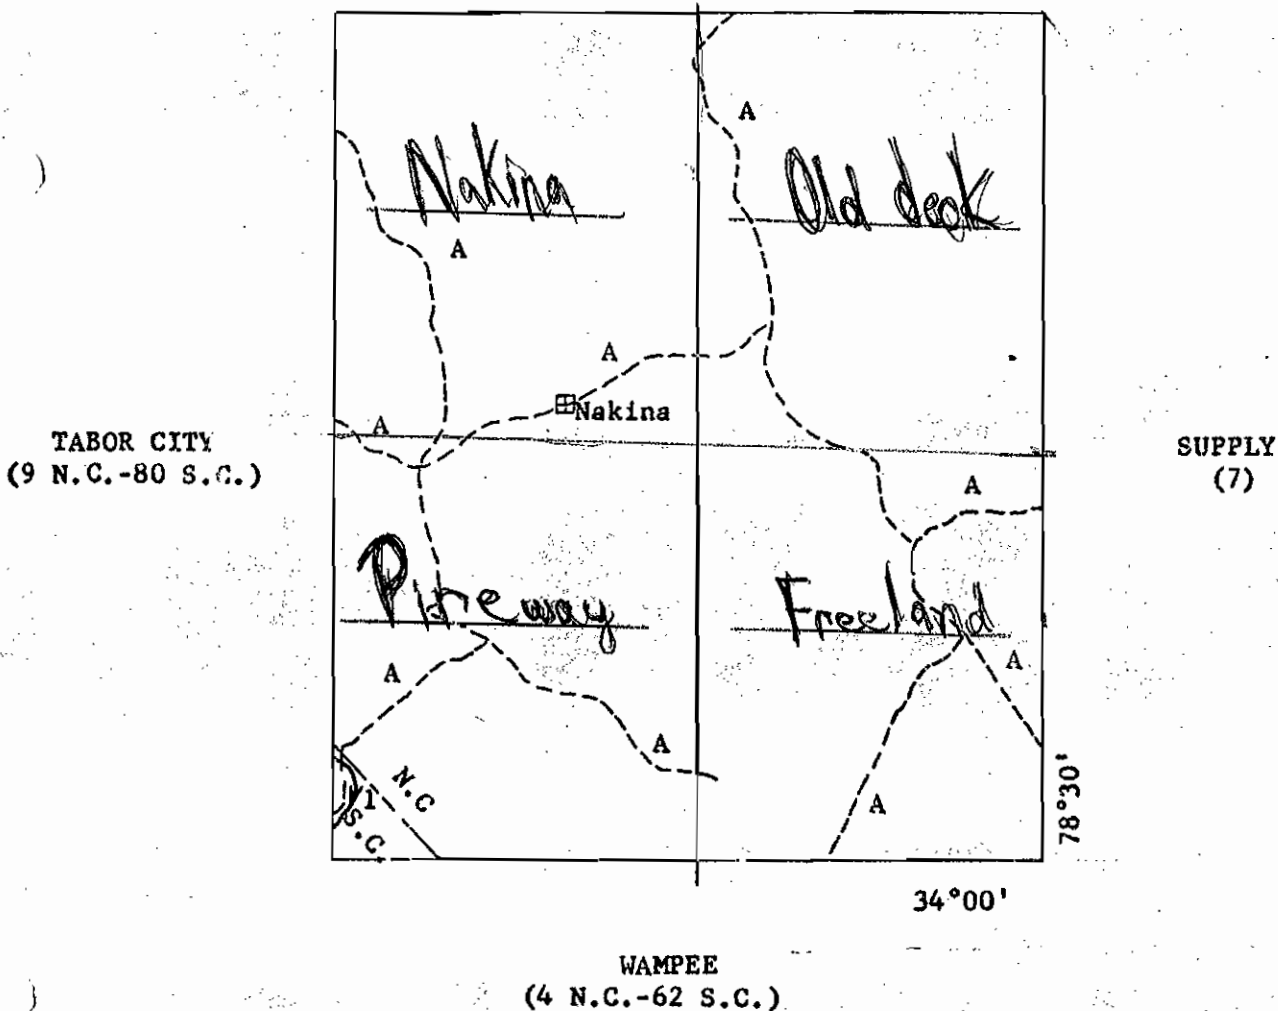 A
Nakina
Old dock
A
A
Nakina
A
TABOR CITY
(9 N.C.-80 S.C.)
SUPPLY
(7)
A
Pireway
Freeland
A
A
A
A
N.C
1
S.C.
78°30'
34°00'
WAMPEE
(4 N.C.-62 S.C.)